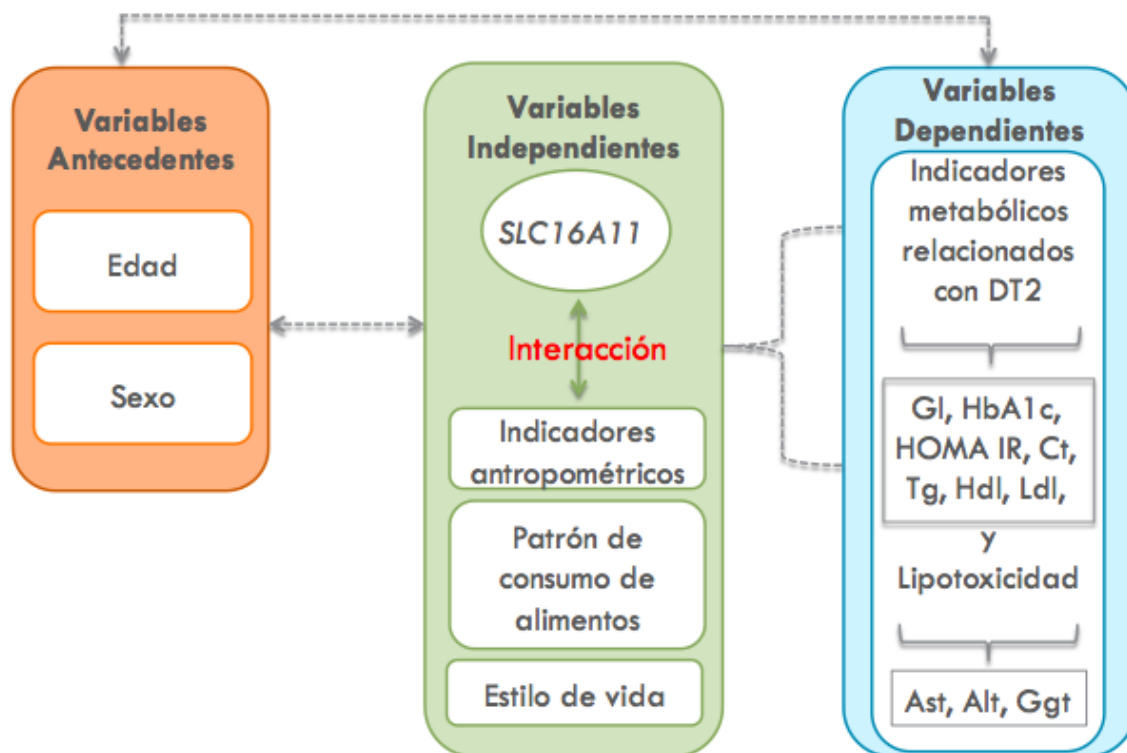 Variables
Antecedentes
Edad
Sexo
Variables
Independientes
SLC16A11
Interacción
Indicadores
antropométricos
Patrón de
consumo de
alimentos
Estilo de vida
Variables
Dependientes
Indicadores
metabólicos
relacionados
con DT2
Gl, HbA1c,
HOMA IR, Ct,
Tg, Hdl, Ldl,
y
Lipotoxicidad
Ast, Alt, Ggt